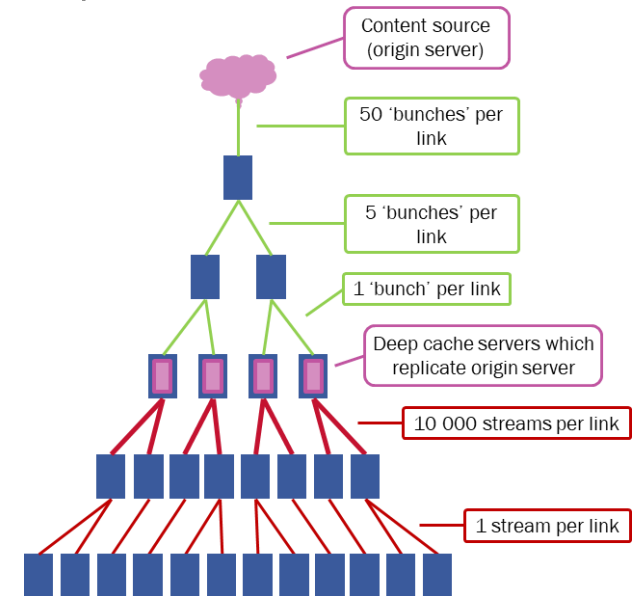 Content source
(origin server)
50 ‘bunches’ per
link
5 ‘bunches’ per
link
1 ‘bunch’ per link
Deep cache servers which
replicate origin server
10 000 streams per link
1 stream per link